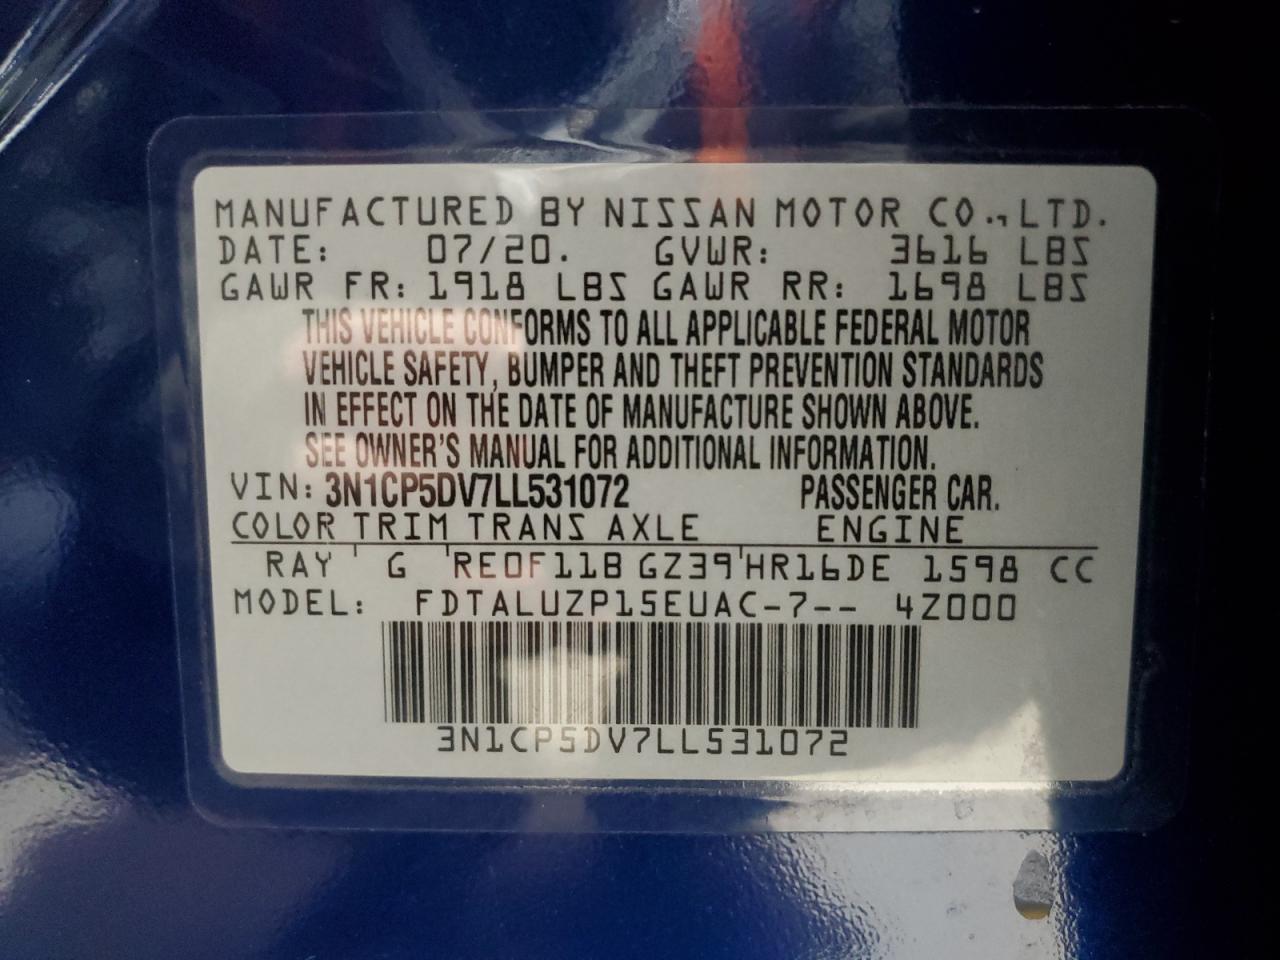 MANUFACTURED BY NISSAN MOTOR CO., LTD.
DATE: 07/20. GVWR: 3616 LBS
GAWR FR: 1918 LBS GAWR RR: 1698 LBS
THIS VEHICLE CONFORMS TO ALL APPLICABLE FEDERAL MOTOR
VEHICLE SAFETY, BUMPER AND THEFT PREVENTION STANDARDS
IN EFFECT ON THE DATE OF MANUFACTURE SHOWN ABOVE.
SEE OWNER'S MANUAL FOR ADDITIONAL INFORMATION.
VIN: 3N1CP5DV7LL531072 PASSENGER CAR.
COLOR TRIM TRANS AXLE ENGINE
RAY ' G 'RE0F11B GZ39'HR16DE 1598 CC
MODEL: FDTALUZP15EUAC-7-- 4Z000
3N1CP5DV7LL531072